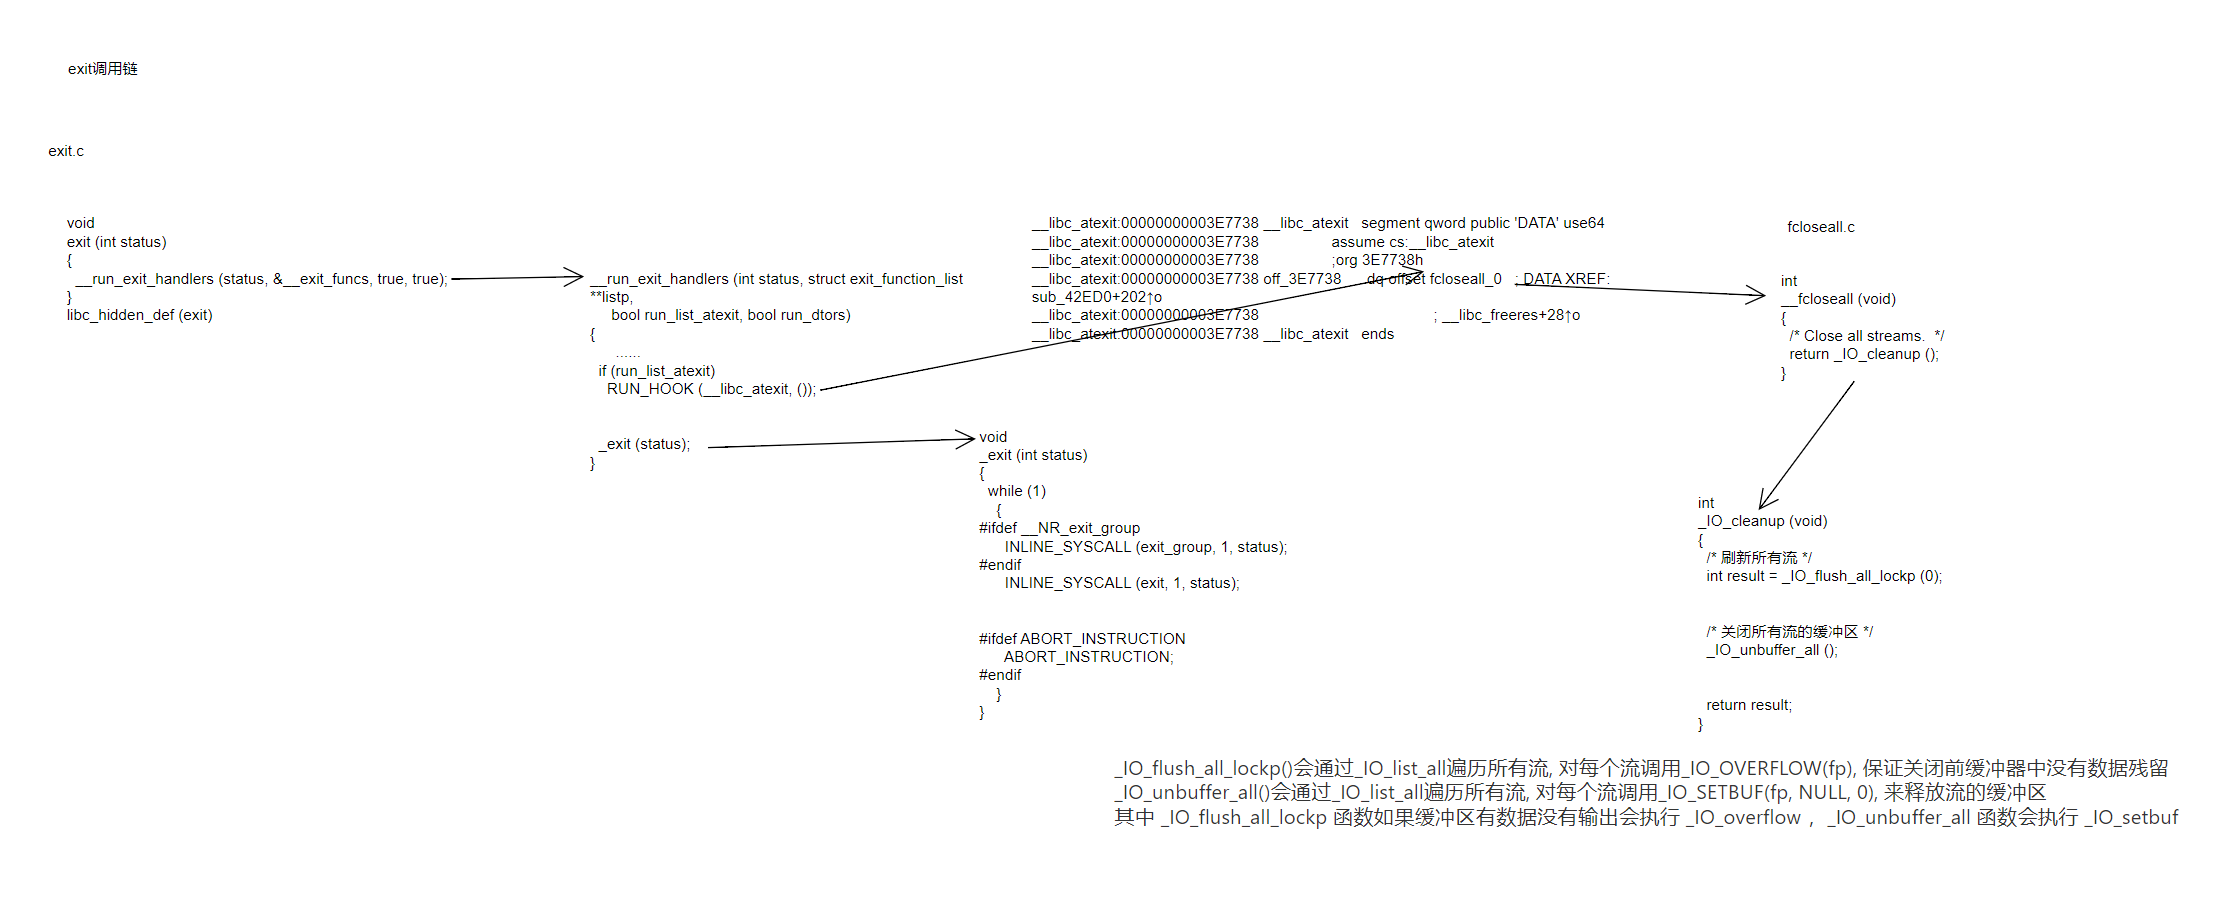 exit调用链
exit.c
void
exit (int status)
{
  __run_exit_handlers (status, &__exit_funcs, true, true);
}
libc_hidden_def (exit)
__run_exit_handlers (int status, struct exit_function_list
**listp,
     bool run_list_atexit, bool run_dtors)
{
      ......
  if (run_list_atexit)
    RUN_HOOK (__libc_atexit, ());
  _exit (status);
}
__libc_atexit:00000000003E7738 __libc_atexit   segment qword public 'DATA' use64
__libc_atexit:00000000003E7738                 assume cs:__libc_atexit
__libc_atexit:00000000003E7738                 ;org 3E7738h
__libc_atexit:00000000003E7738 off_3E7738      dq offset fcloseall_0   ; DATA XREF:
sub_42ED0+202↑o
__libc_atexit:00000000003E7738                                         ; __libc_freeres+28↑o
__libc_atexit:00000000003E7738 __libc_atexit   ends
void
_exit (int status)
{
  while (1)
    {
#ifdef __NR_exit_group
      INLINE_SYSCALL (exit_group, 1, status);
#endif
      INLINE_SYSCALL (exit, 1, status);
#ifdef ABORT_INSTRUCTION
      ABORT_INSTRUCTION;
#endif
    }
}
fcloseall.c
int
__fcloseall (void)
{
  /* Close all streams.  */
  return _IO_cleanup ();
}
int
_IO_cleanup (void)
{
  /* 刷新所有流 */
  int result = _IO_flush_all_lockp (0);
  /* 关闭所有流的缓冲区 */
  _IO_unbuffer_all ();
  return result;
}
_IO_flush_all_lockp()会通过_IO_list_all遍历所有流, 对每个流调用_IO_OVERFLOW(fp), 保证关闭前缓冲器中没有数据残留
_IO_unbuffer_all()会通过_IO_list_all遍历所有流, 对每个流调用_IO_SETBUF(fp, NULL, 0), 来释放流的缓冲区
其中 _IO_flush_all_lockp 函数如果缓冲区有数据没有输出会执行 _IO_overflow ，_IO_unbuffer_all 函数会执行 _IO_setbuf